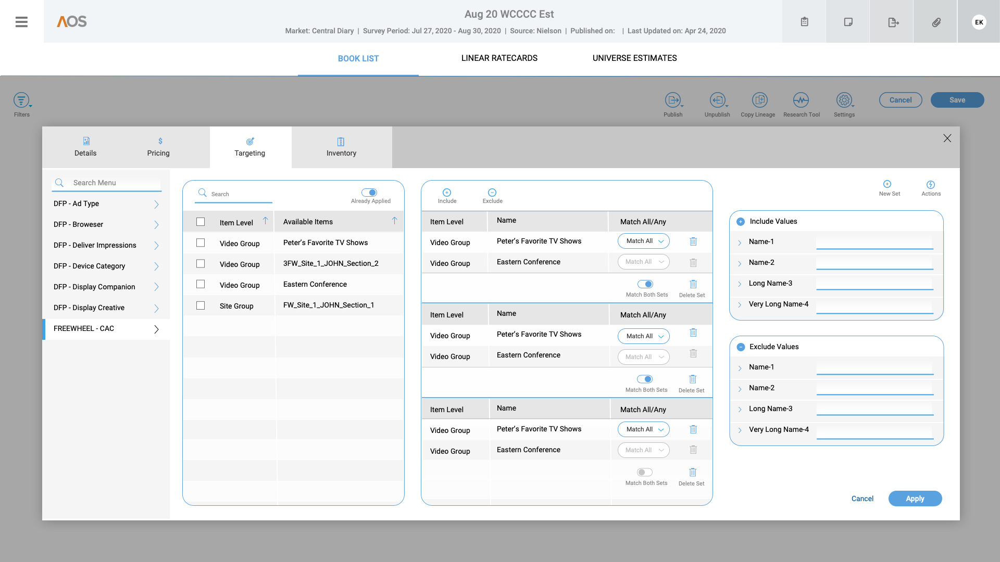 AOS
Aug 20 WCCCC Est
Market: Central Diary | Survey Period: Jul 27, 2020 - Aug 30, 2020 | Source: Nielson | Published on: | Last Updated on: Apr 24, 2020
EK
BOOK LIST
LINEAR RATECARDS
UNIVERSE ESTIMATES
Filters
Publish
Unpublish
Copy Lineage
Research Tool
Settings
Cancel
Save
Details
$
Pricing
Targeting
Inventory
Search Menu
DFP - Ad Type
DFP - Broweser
DFP - Deliver Impressions
DFP - Device Category
DFP - Display Companion
DFP - Display Creative
FREEWHEEL - CAC
Search
Already Applied
Item Level Available Items
Video Group Peter's Favorite TV Shows
Video Group 3FW_Site_1_JOHN_Section_2
Video Group Eastern Conference
Site Group FW_Site_1_JOHN_Section_1
Include
Exclude
Item Level Name Match All/Any
Video Group Peter's Favorite TV Shows Match All
Video Group Eastern Conference Match All
Match Both Sets Delete Set
Item Level Name Match All/Any
Video Group Peter's Favorite TV Shows Match All
Video Group Eastern Conference Match All
Match Both Sets Delete Set
Item Level Name Match All/Any
Video Group Peter's Favorite TV Shows Match All
Video Group Eastern Conference Match All
Match Both Sets Delete Set
New Set
Actions
Include Values
Name-1
Name-2
Long Name-3
Very Long Name-4
Exclude Values
Name-1
Name-2
Long Name-3
Very Long Name-4
Cancel
Apply